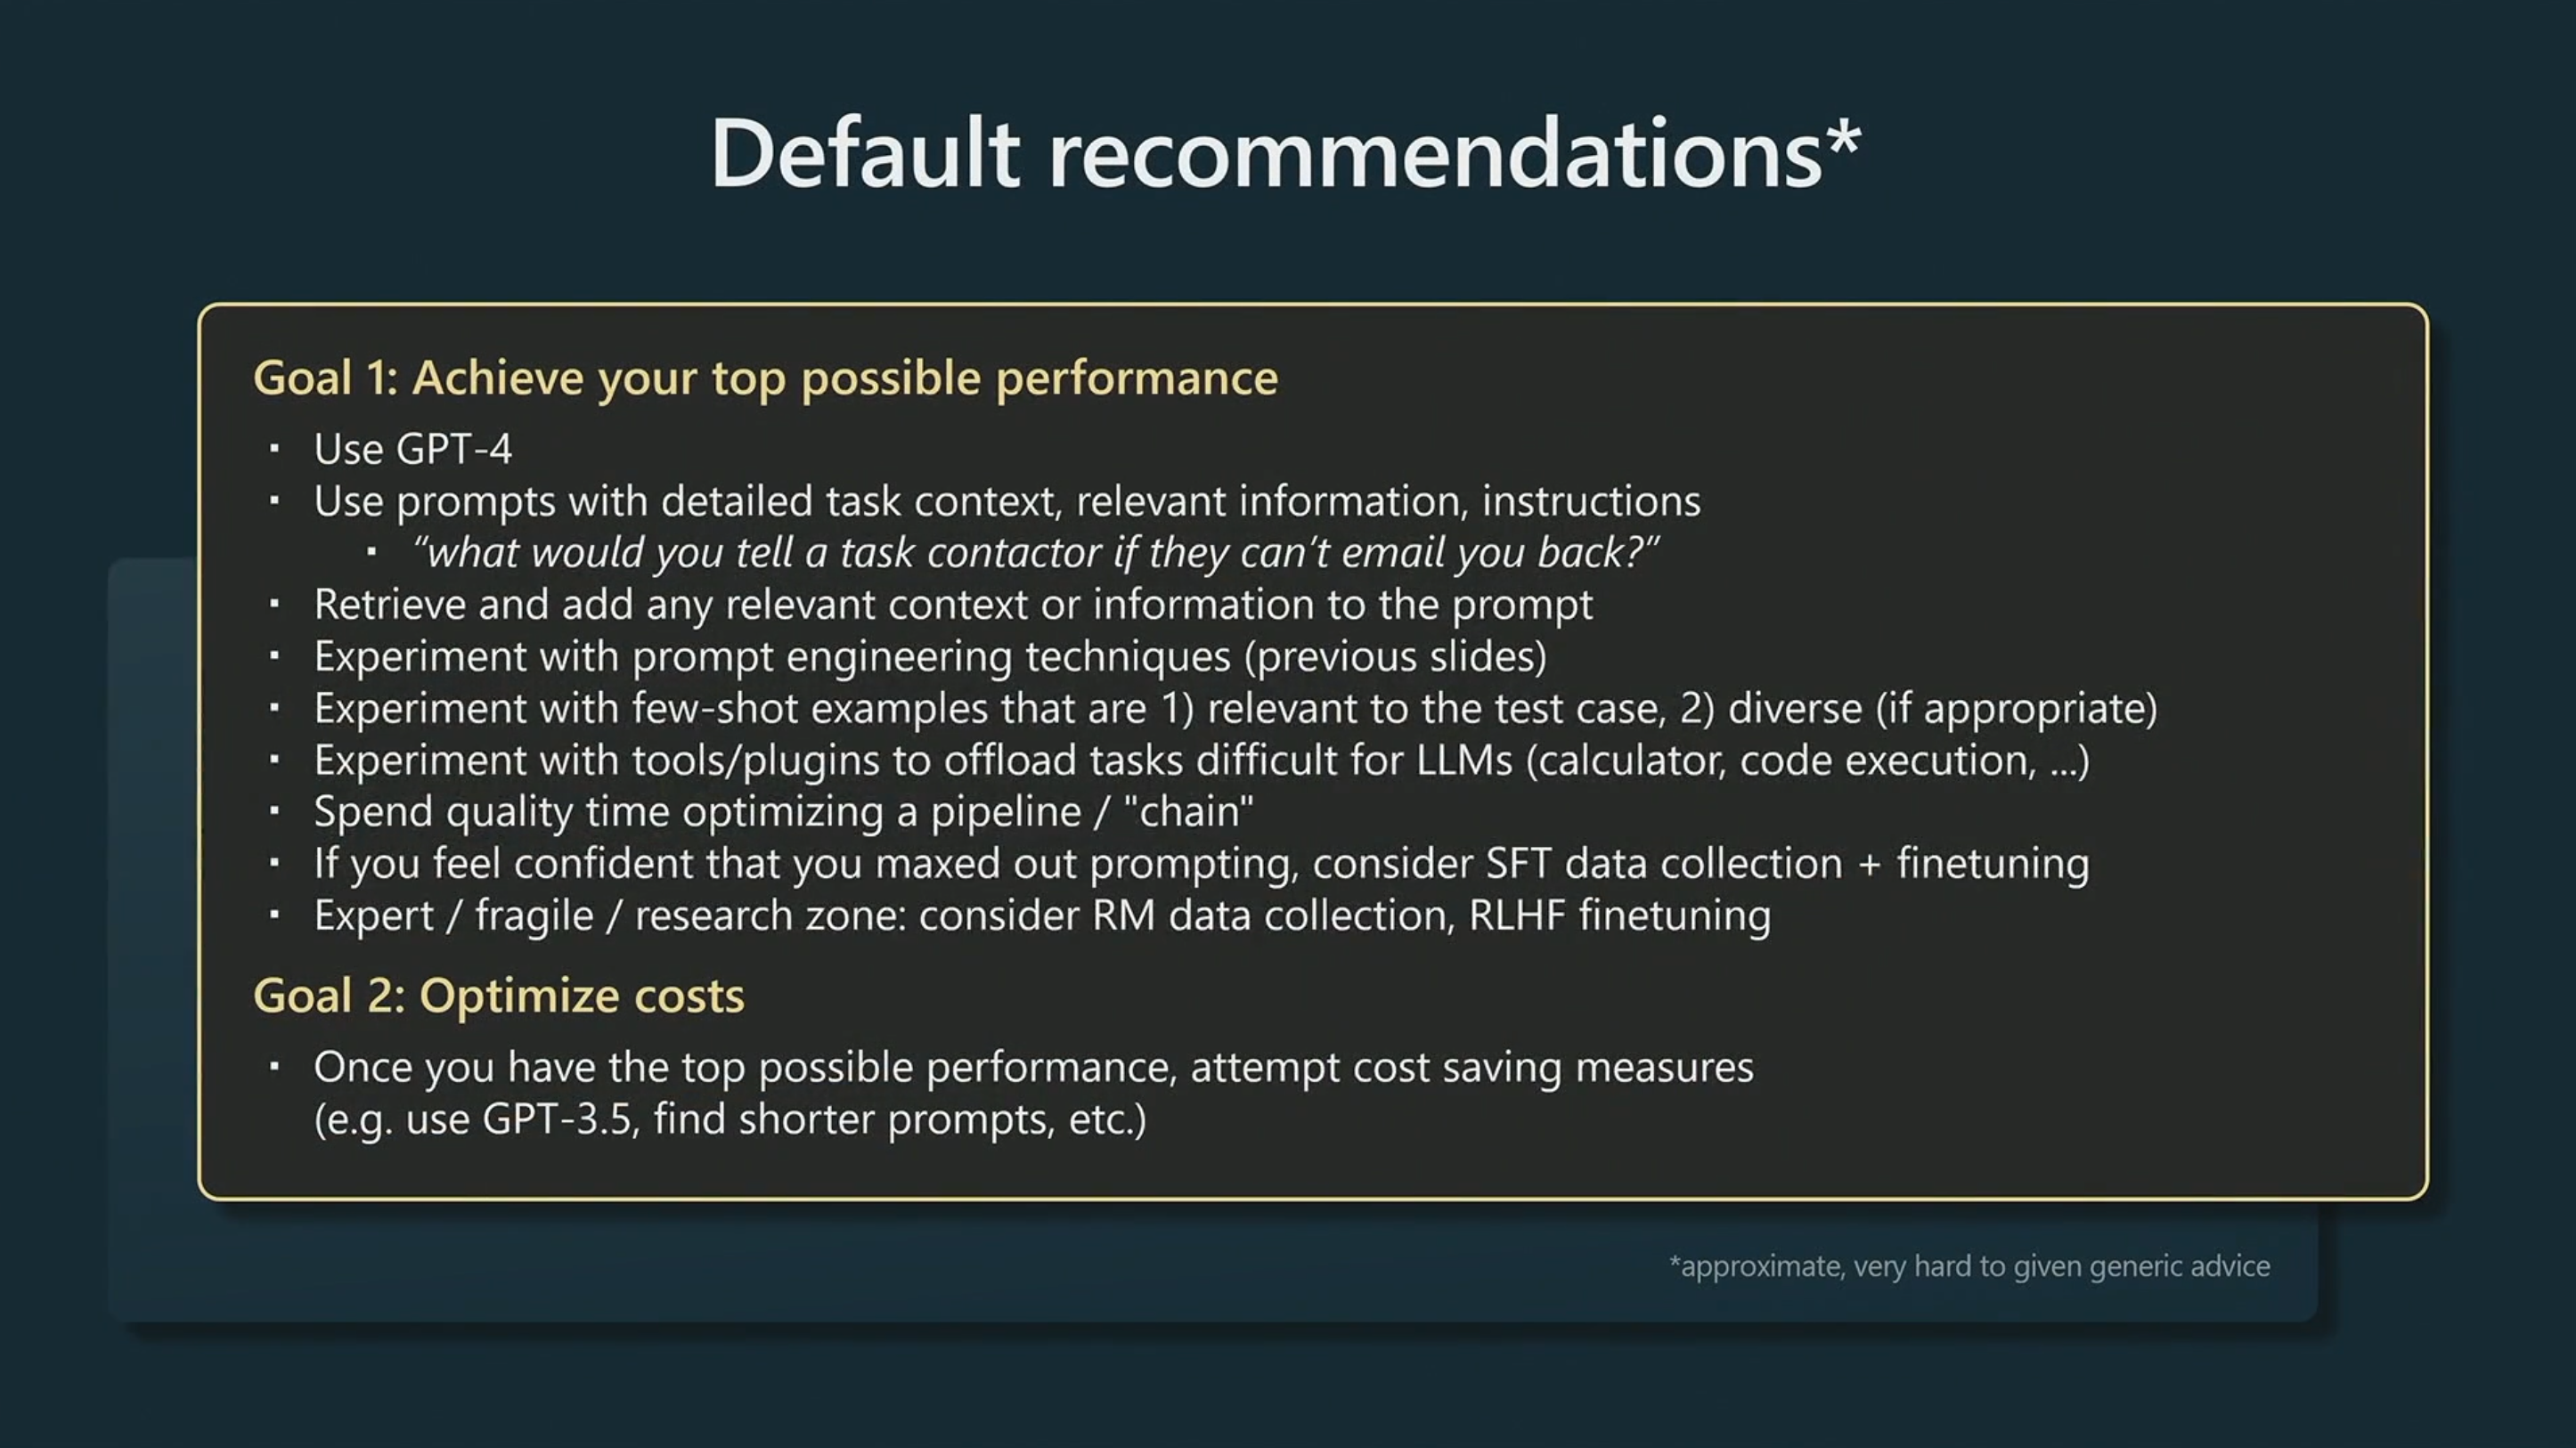 Default recommendations*
Goal 1: Achieve your top possible performance
▪ Use GPT-4
▪ Use prompts with detailed task context, relevant information, instructions
▪ “what would you tell a task contactor if they can’t email you back?”
▪ Retrieve and add any relevant context or information to the prompt
▪ Experiment with prompt engineering techniques (previous slides)
▪ Experiment with few-shot examples that are 1) relevant to the test case, 2) diverse (if appropriate)
▪ Experiment with tools/plugins to offload tasks difficult for LLMs (calculator, code execution, ...)
▪ Spend quality time optimizing a pipeline / "chain"
▪ If you feel confident that you maxed out prompting, consider SFT data collection + finetuning
▪ Expert / fragile / research zone: consider RM data collection, RLHF finetuning
Goal 2: Optimize costs
▪ Once you have the top possible performance, attempt cost saving measures
(e.g. use GPT-3.5, find shorter prompts, etc.)
*approximate, very hard to given generic advice